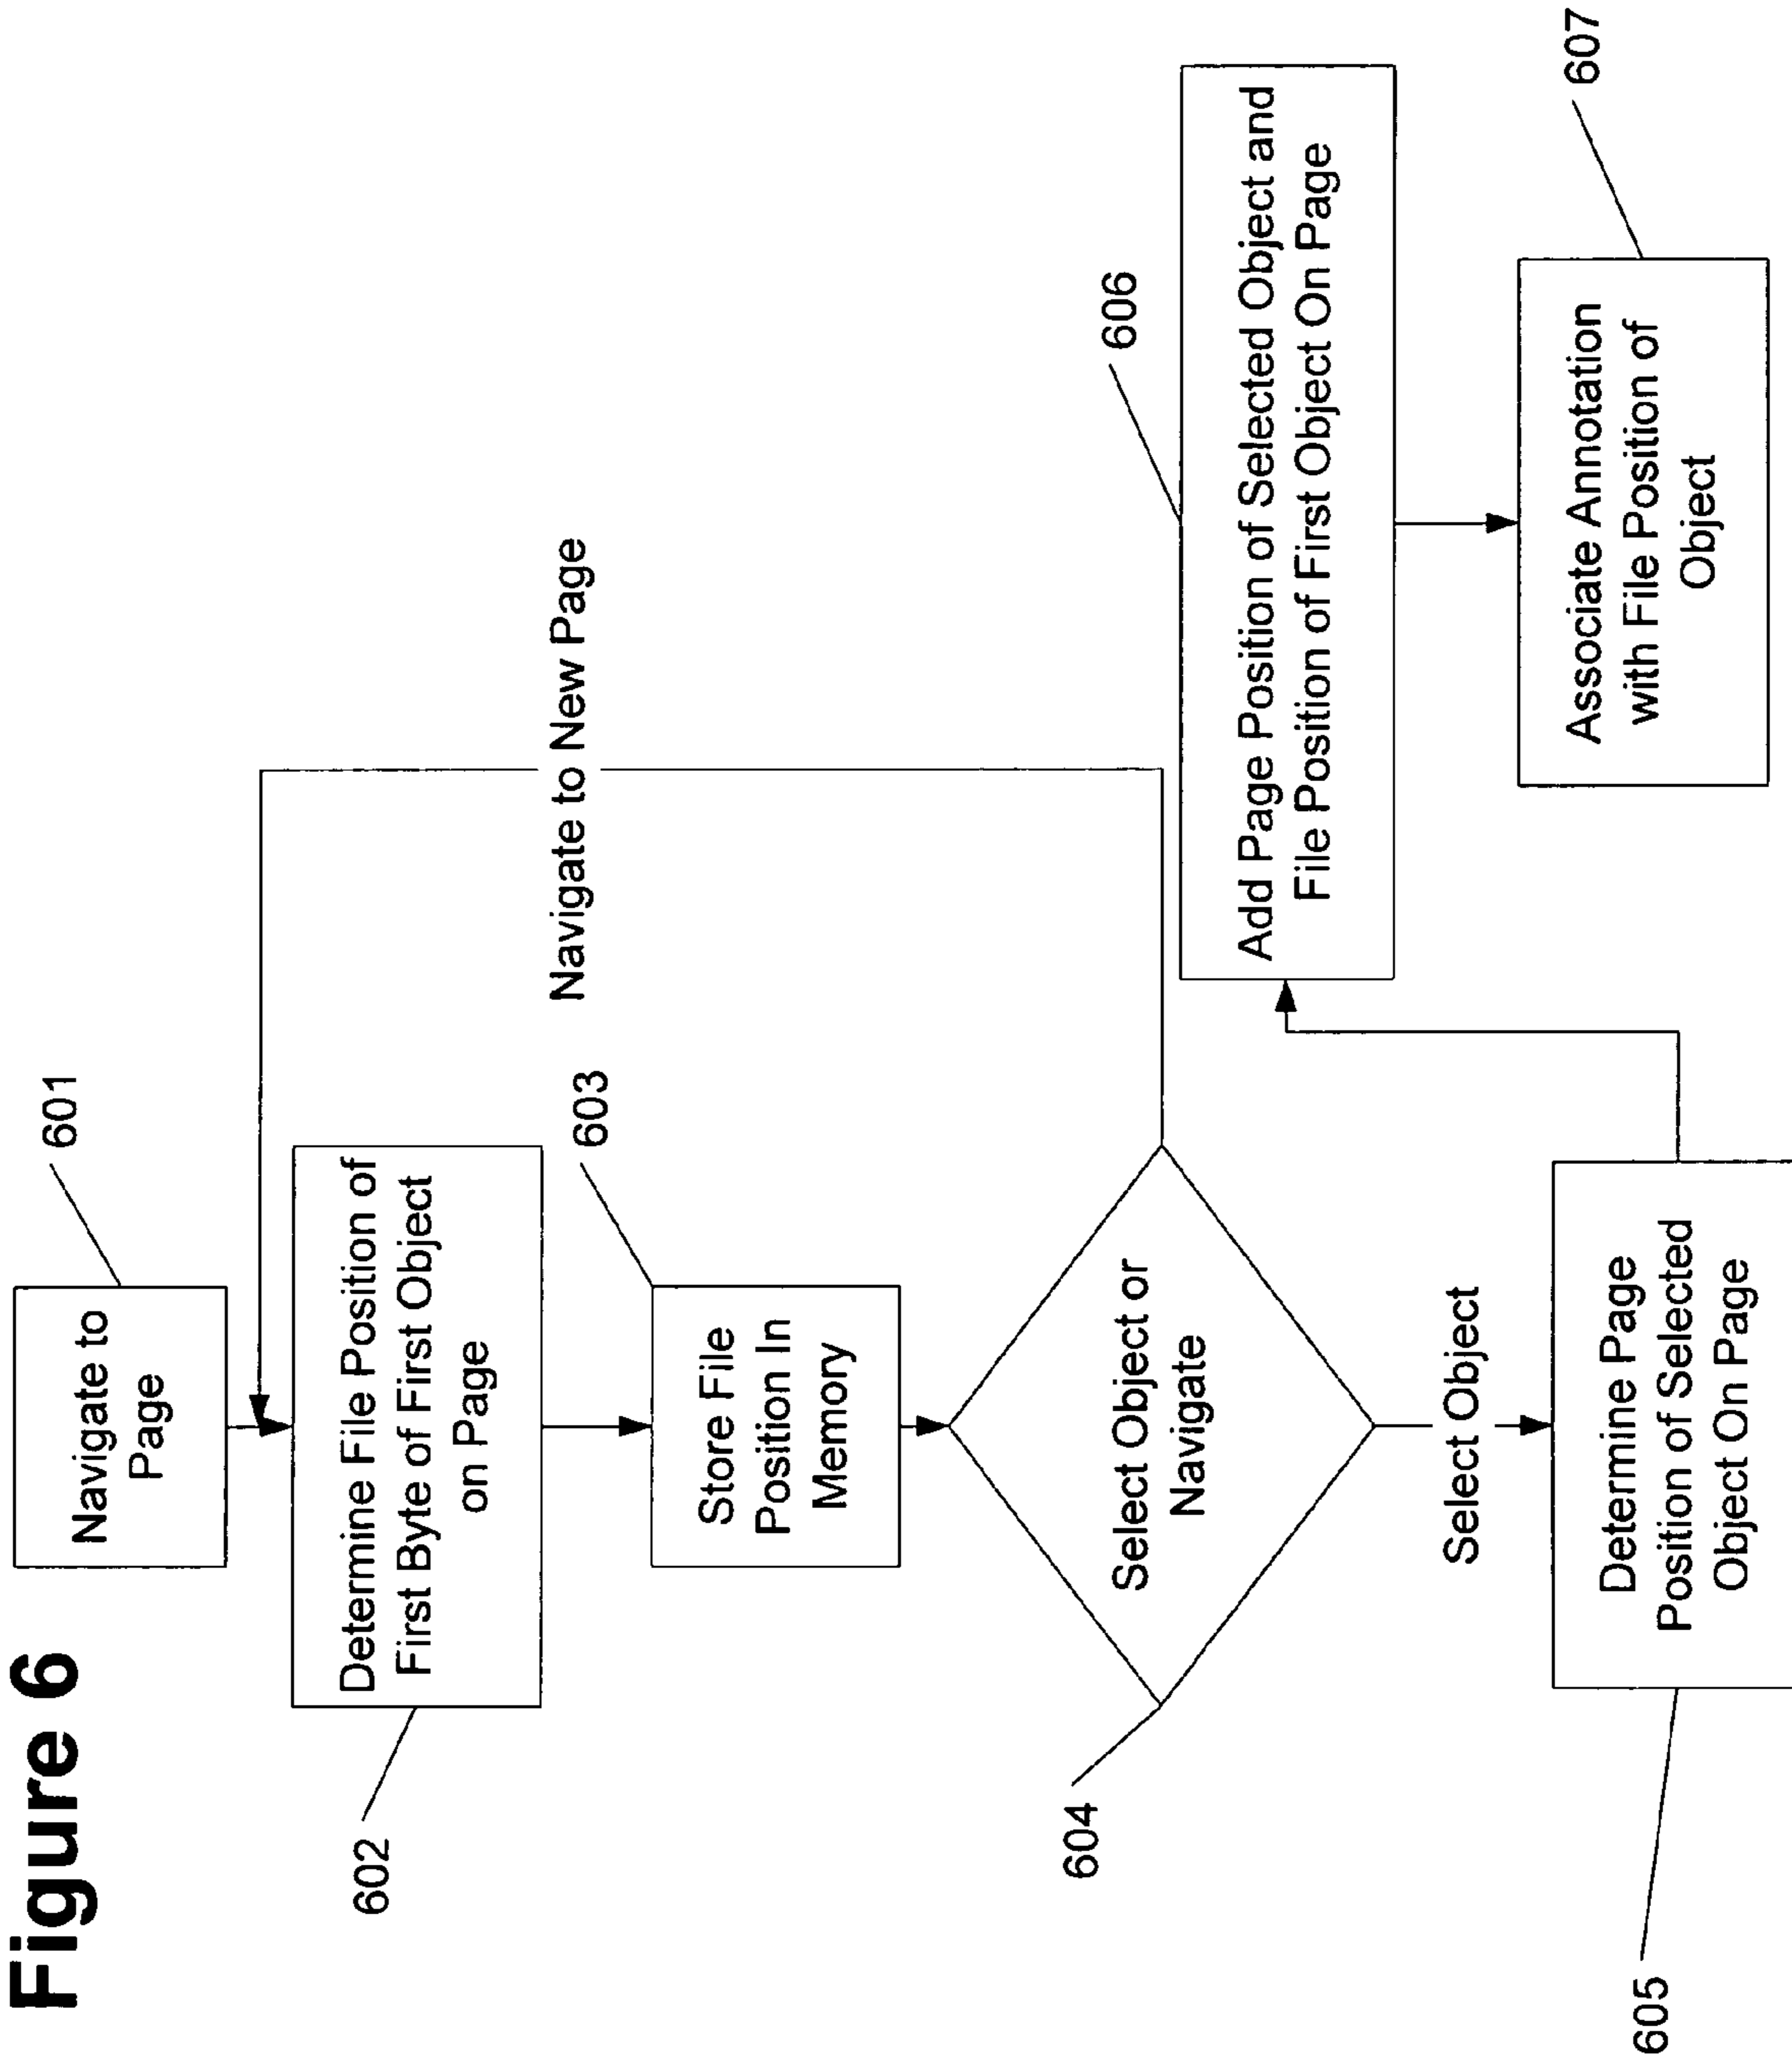 Figure 6
Navigate to
Page
601
Determine File Position of
First Byte of First Object
on Page
602
Store File
Position In
Memory
603
Select Object or
Navigate
604
Navigate to New Page
Select Object
Determine Page
Position of Selected
Object On Page
605
Add Page Position of Selected Object and
File Position of First Object On Page
606
Associate Annotation
with File Position of
Object
607